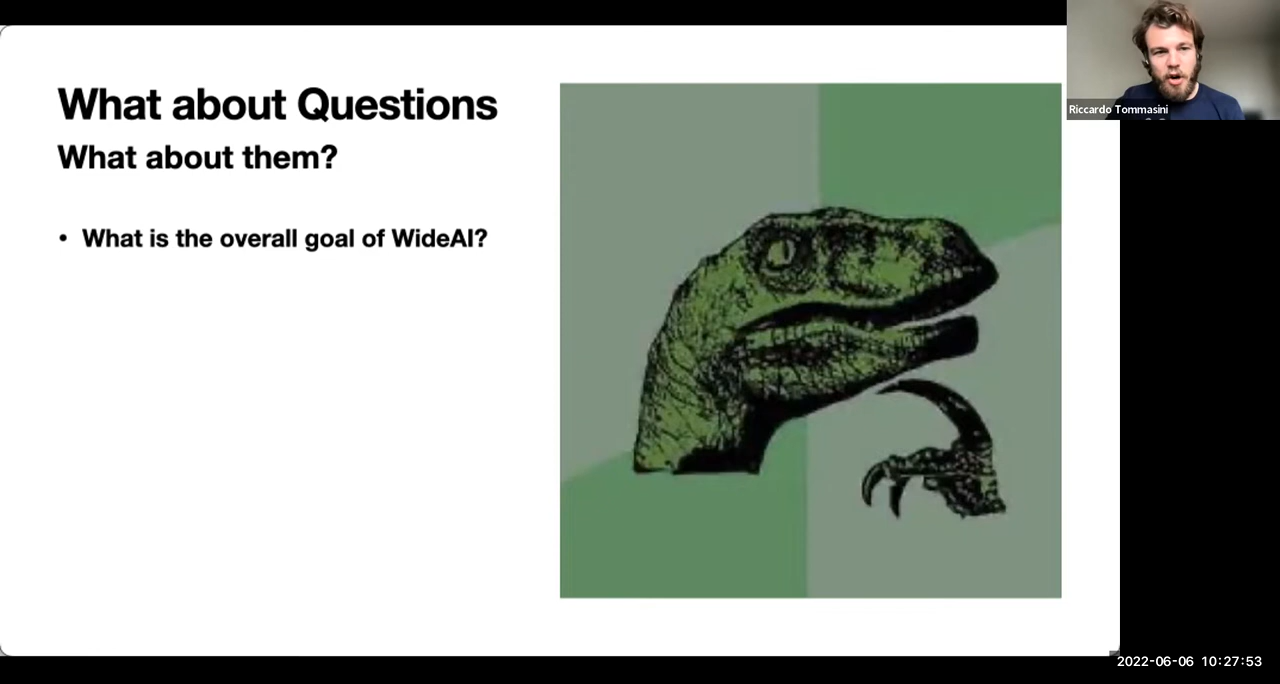 What about Questions
What about them?
• What is the overall goal of WideAI?
Riccardo Tommasini
2022-06-06 10:27:53